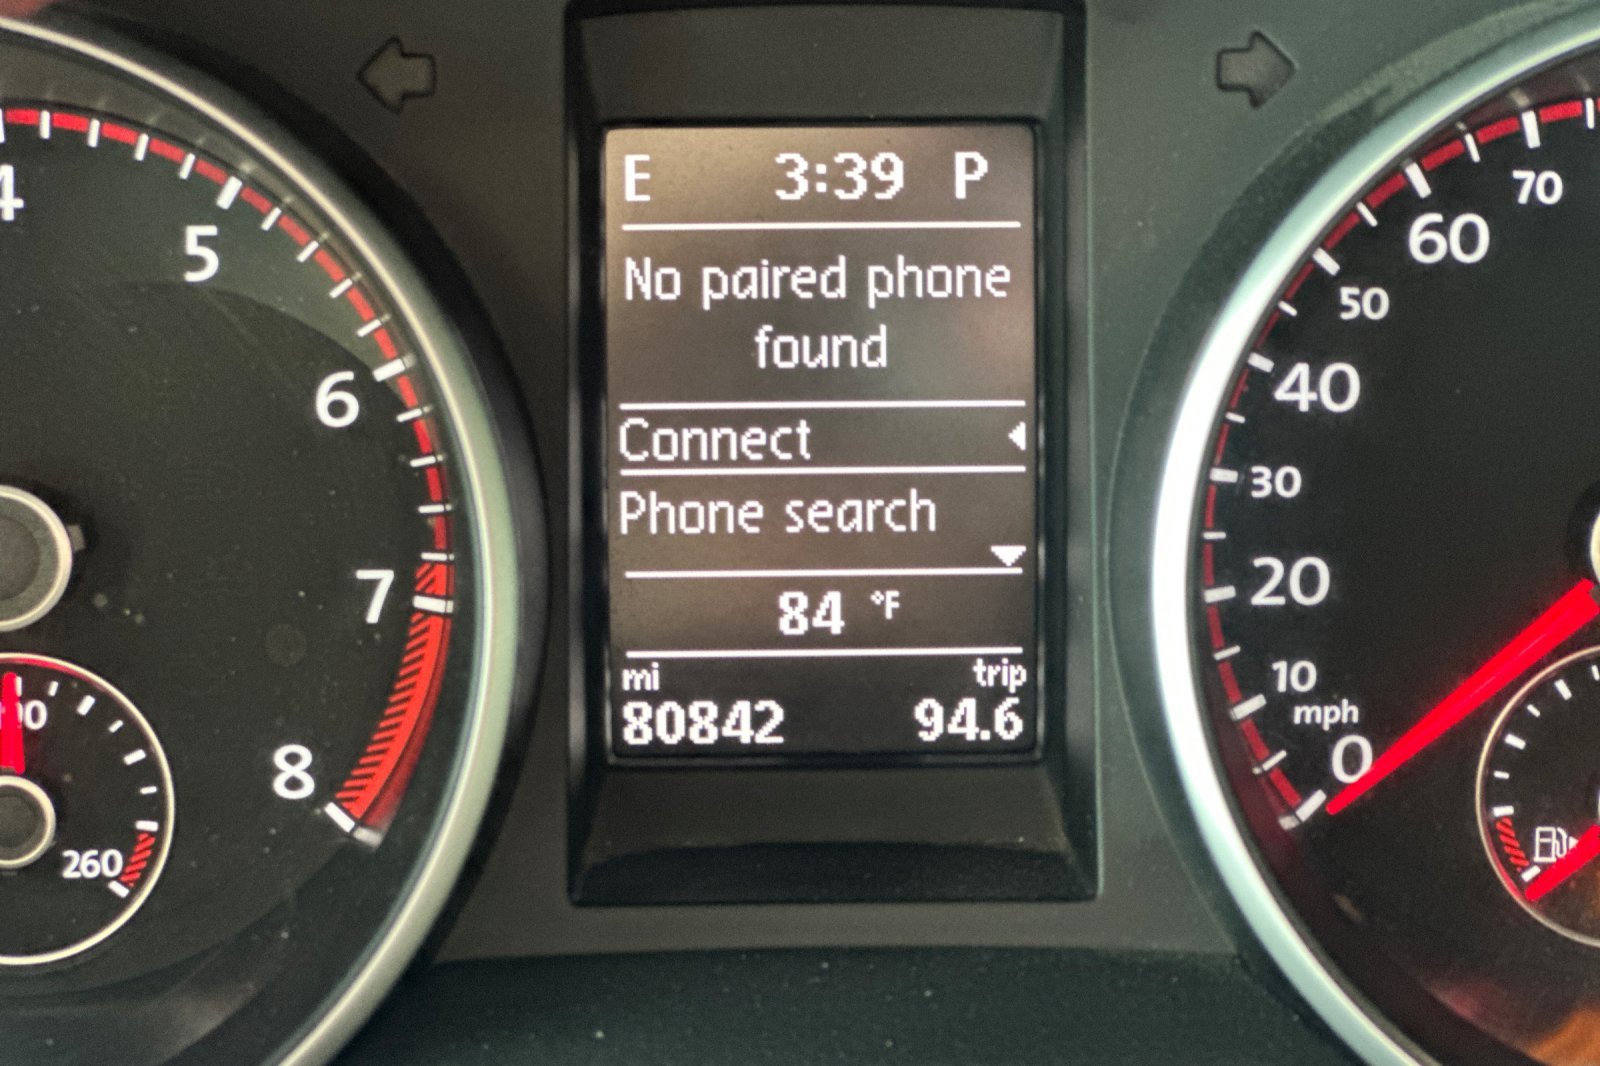 4
5
6
7
8
260
E 3:39 P
No paired phone
found
Connect
Phone search
84 °F
mi trip
80842 94.6
70
60
50
40
30
20
10
mph
0